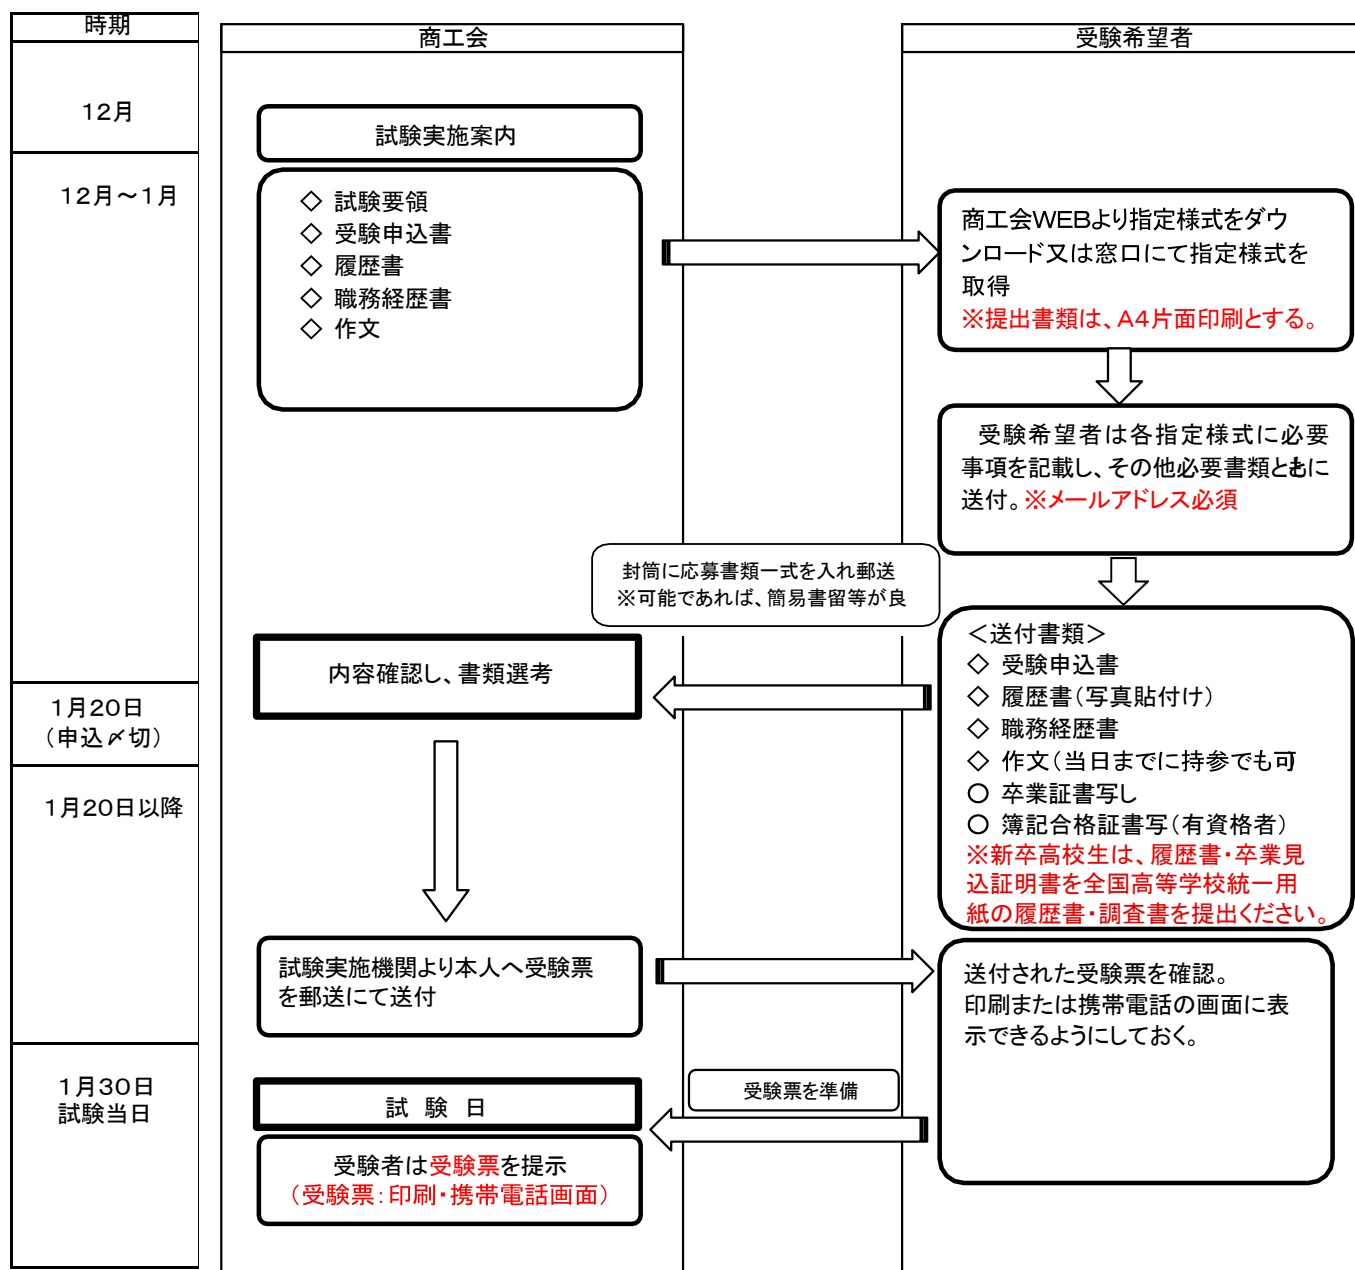 時期
商工会
受験希望者
12月
試験実施案内
12月～1月
◇ 試験要領
◇ 受験申込書
◇ 履歴書
◇ 職務経歴書
◇ 作文
商工会WEBより指定様式をダウ
ンロード又は窓口にて指定様式を
取得
※提出書類は、A4片面印刷とする。
受験希望者は各指定様式に必要
事項を記載し、その他必要書類ともに
送付。※メールアドレス必須
封筒に応募書類一式を入れ郵送
※可能であれば、簡易書留等が良
内容確認し、書類選考
＜送付書類＞
◇ 受験申込書
◇ 履歴書（写真貼付け）
◇ 職務経歴書
◇ 作文（当日までに持参でも可
○ 卒業証書写し
○ 簿記合格証書写（有資格者）
※新卒高校生は、履歴書・卒業見
込証明書を全国高等学校統一用
紙の履歴書・調査書を提出ください。
1月20日
（申込〆切）
1月20日以降
試験実施機関より本人へ受験票
を郵送にて送付
送付された受験票を確認。
印刷または携帯電話の画面に表
示できるようにしておく。
1月30日
試験当日
試 験 日
受験票を準備
受験者は受験票を提示
（受験票：印刷・携帯電話画面）